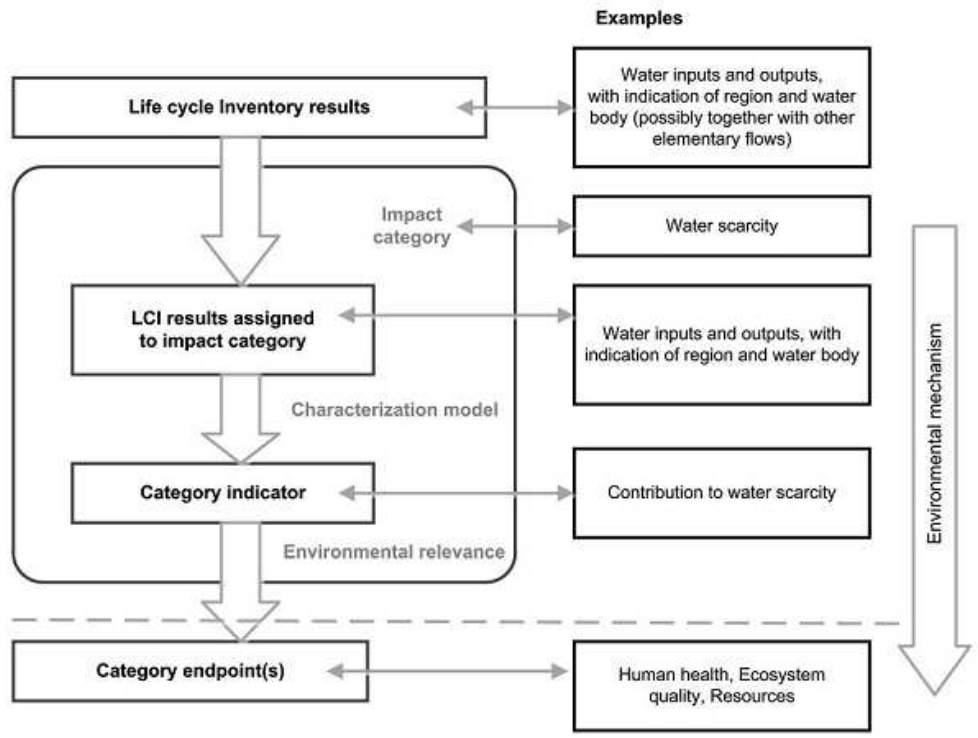 Examples
Life cycle Inventory results
Water inputs and outputs,
with indication of region and water
body (possibly together with other
elementary flows)
Impact
category
Water scarcity
LCI results assigned
to impact category
Water inputs and outputs, with
indication of region and water body
Characterization model
Category indicator
Contribution to water scarcity
Environmental relevance
Category endpoint(s)
Human health, Ecosystem
quality, Resources
Environmental mechanism